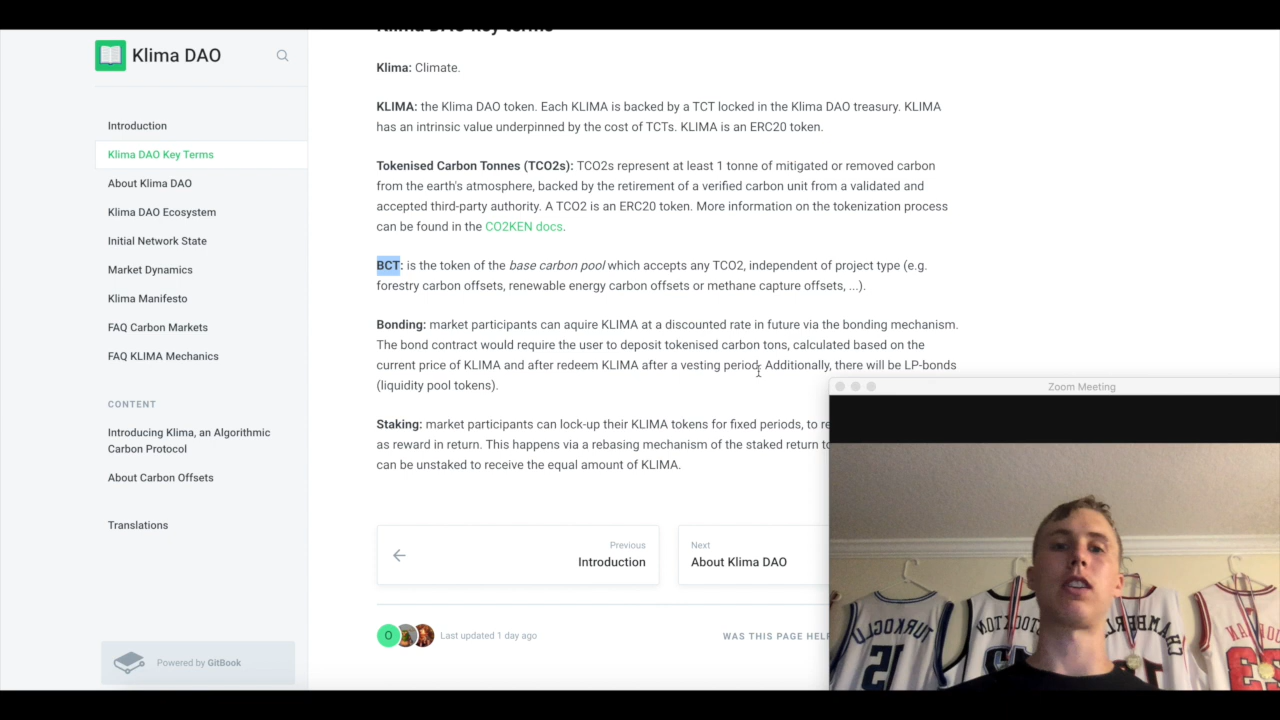 Klima DAO
Introduction
Klima DAO Key Terms
About Klima DAO
Klima DAO Ecosystem
Initial Network State
Market Dynamics
Klima Manifesto
FAQ Carbon Markets
FAQ KLIMA Mechanics
CONTENT
Introducing Klima, an Algorithmic
Carbon Protocol
About Carbon Offsets
Translations
Powered by GitBook
Klima DAO key terms
Klima: Climate.
KLIMA: the Klima DAO token. Each KLIMA is backed by a TCT locked in the Klima DAO treasury. KLIMA
has an intrinsic value underpinned by the cost of TCTs. KLIMA is an ERC20 token.
Tokenised Carbon Tonnes (TCO2s): TCO2s represent at least 1 tonne of mitigated or removed carbon
from the earth's atmosphere, backed by the retirement of a verified carbon unit from a validated and
accepted third-party authority. A TCO2 is an ERC20 token. More information on the tokenization process
can be found in the CO2KEN docs.
BCT: is the token of the base carbon pool which accepts any TCO2, independent of project type (e.g.
forestry carbon offsets, renewable energy carbon offsets or methane capture offsets, ...).
Bonding: market participants can aquire KLIMA at a discounted rate in future via the bonding mechanism.
The bond contract would require the user to deposit tokenised carbon tons, calculated based on the
current price of KLIMA and after redeem KLIMA after a vesting period. Additionally, there will be LP-bonds
(liquidity pool tokens).
Staking: market participants can lock-up their KLIMA tokens for fixed periods, to re
as reward in return. This happens via a rebasing mechanism of the staked return to
can be unstaked to receive the equal amount of KLIMA.
Previous
Introduction
Next
About Klima DAO
O
Last updated 1 day ago
WAS THIS PAGE HELP
Zoom Meeting
TURKOGLU
15
STOCKTON
12